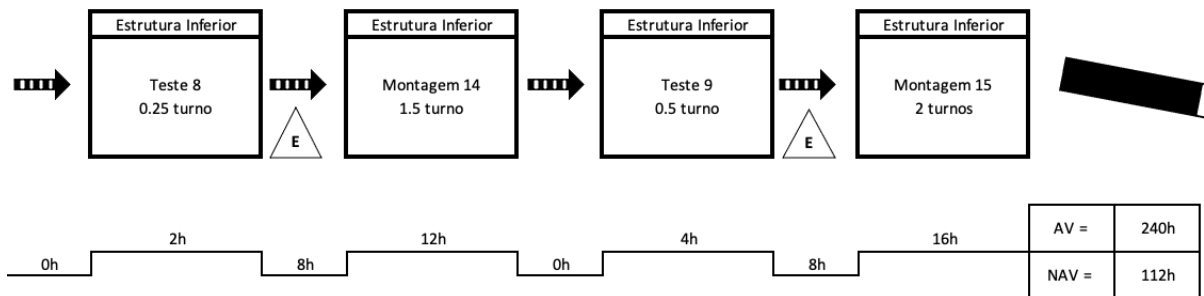 Estrutura Inferior
Estrutura Inferior
Estrutura Inferior
Estrutura Inferior
Teste 8
0.25 turno
Montagem 14
1.5 turno
Teste 9
0.5 turno
Montagem 15
2 turnos
E
E
0h
2h
8h
12h
0h
4h
8h
16h
AV =
240h
NAV =
112h